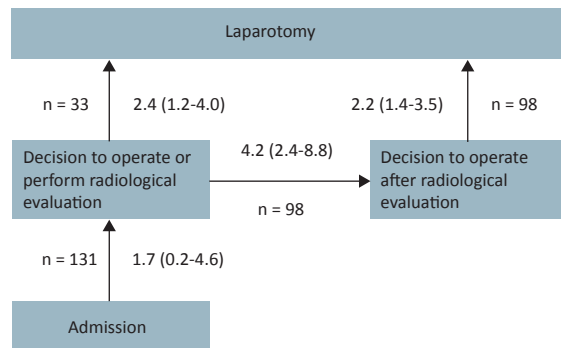 Laparotomy
n = 33
2.4 (1.2-4.0)
2.2 (1.4-3.5)
n = 98
Decision to operate or
perform radiological
evaluation
4.2 (2.4-8.8)
n = 98
Decision to operate
after radiological
evaluation
n = 131
1.7 (0.2-4.6)
Admission